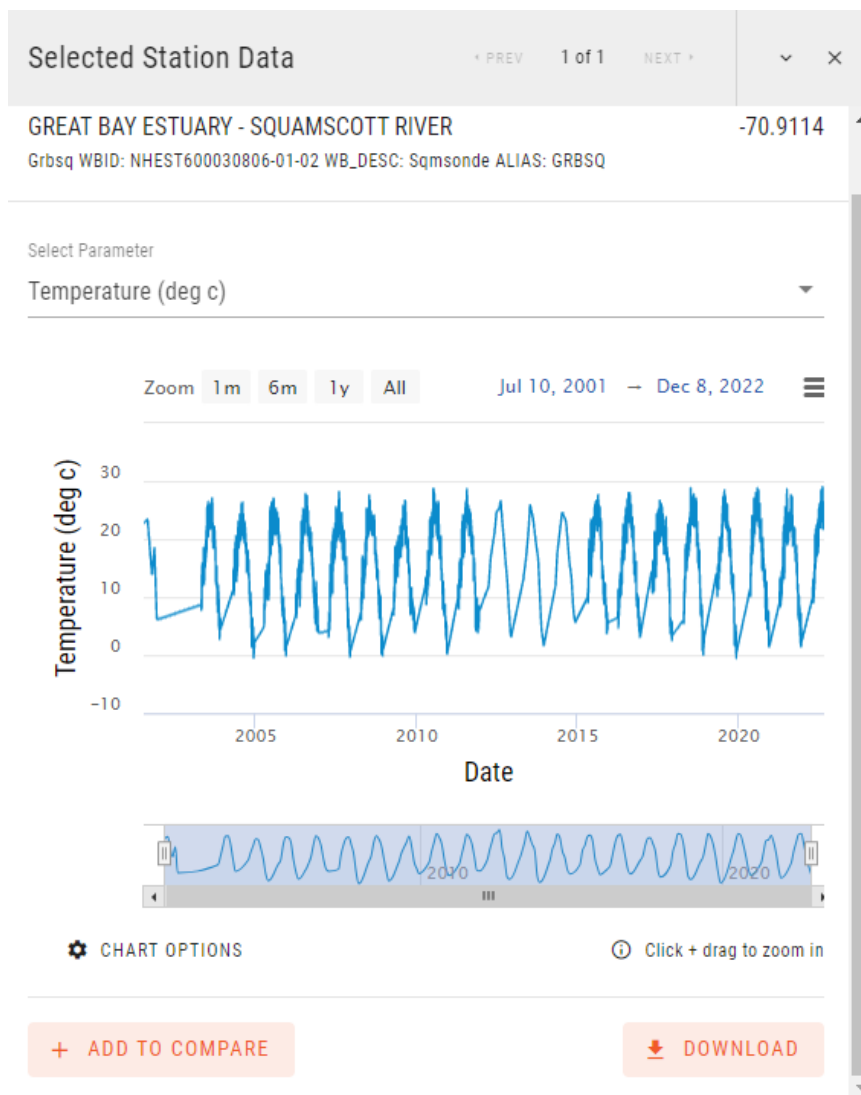 Selected Station Data
PREV 1 of 1 NEXT
GREAT BAY ESTUARY - SQUAMSCOTT RIVER -70.9114
Grbsq WBID: NHEST600030806-01-02 WB_DESC: Sqmsonde ALIAS: GRBSQ
Select Parameter
Temperature (deg c)
Zoom 1m 6m 1y All Jul 10, 2001 → Dec 8, 2022
Temperature (deg c)
30
20
10
0
-10
2005 2010 2015 2020
Date
2010 2020
CHART OPTIONS Click + drag to zoom in
+ ADD TO COMPARE DOWNLOAD